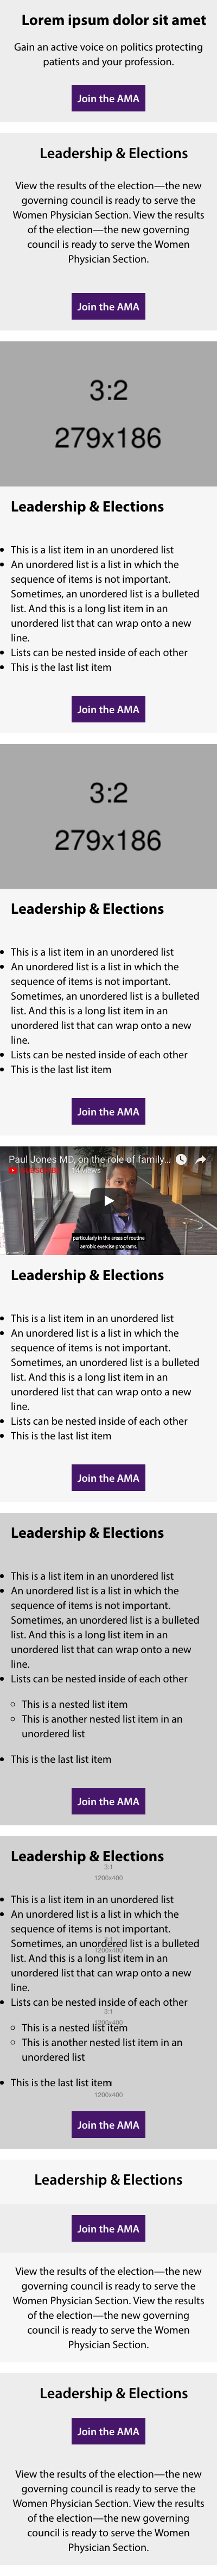 Lorem ipsum dolor sit amet
Gain an active voice on politics protecting
patients and your profession.
Join the AMA
Leadership & Elections
View the results of the election—the new
governing council is ready to serve the
Women Physician Section. View the results
of the election—the new governing
council is ready to serve the Women
Physician Section.
Join the AMA
3:2
279x186
Leadership & Elections
This is a list item in an unordered list
An unordered list is a list in which the
sequence of items is not important.
Sometimes, an unordered list is a bulleted
list. And this is a long list item in an
unordered list that can wrap onto a new
line.
Lists can be nested inside of each other
This is the last list item
Join the AMA
3:2
279x186
Leadership & Elections
This is a list item in an unordered list
An unordered list is a list in which the
sequence of items is not important.
Sometimes, an unordered list is a bulleted
list. And this is a long list item in an
unordered list that can wrap onto a new
line.
Lists can be nested inside of each other
This is the last list item
Join the AMA
Paul Jones MD, on the role of family...
particularly in the areas of routine
aerobic exercise programs.
Leadership & Elections
This is a list item in an unordered list
An unordered list is a list in which the
sequence of items is not important.
Sometimes, an unordered list is a bulleted
list. And this is a long list item in an
unordered list that can wrap onto a new
line.
Lists can be nested inside of each other
This is the last list item
Join the AMA
Leadership & Elections
This is a list item in an unordered list
An unordered list is a list in which the
sequence of items is not important.
Sometimes, an unordered list is a bulleted
list. And this is a long list item in an
unordered list that can wrap onto a new
line.
Lists can be nested inside of each other
This is a nested list item
This is another nested list item in an
unordered list
This is the last list item
Join the AMA
Leadership & Elections
3:1
1200x400
This is a list item in an unordered list
An unordered list is a list in which the
sequence of items is not important.
Sometimes, an unordered list is a bulleted
1200x400
list. And this is a long list item in an
unordered list that can wrap onto a new
line.
Lists can be nested inside of each other
3:1
1200x400
This is a nested list item
This is another nested list item in an
unordered list
This is the last list item
1200x400
Join the AMA
Leadership & Elections
Join the AMA
View the results of the election—the new
governing council is ready to serve the
Women Physician Section. View the results
of the election—the new governing
council is ready to serve the Women
Physician Section.
Leadership & Elections
Join the AMA
View the results of the election—the new
governing council is ready to serve the
Women Physician Section. View the results
of the election—the new governing
council is ready to serve the Women
Physician Section.